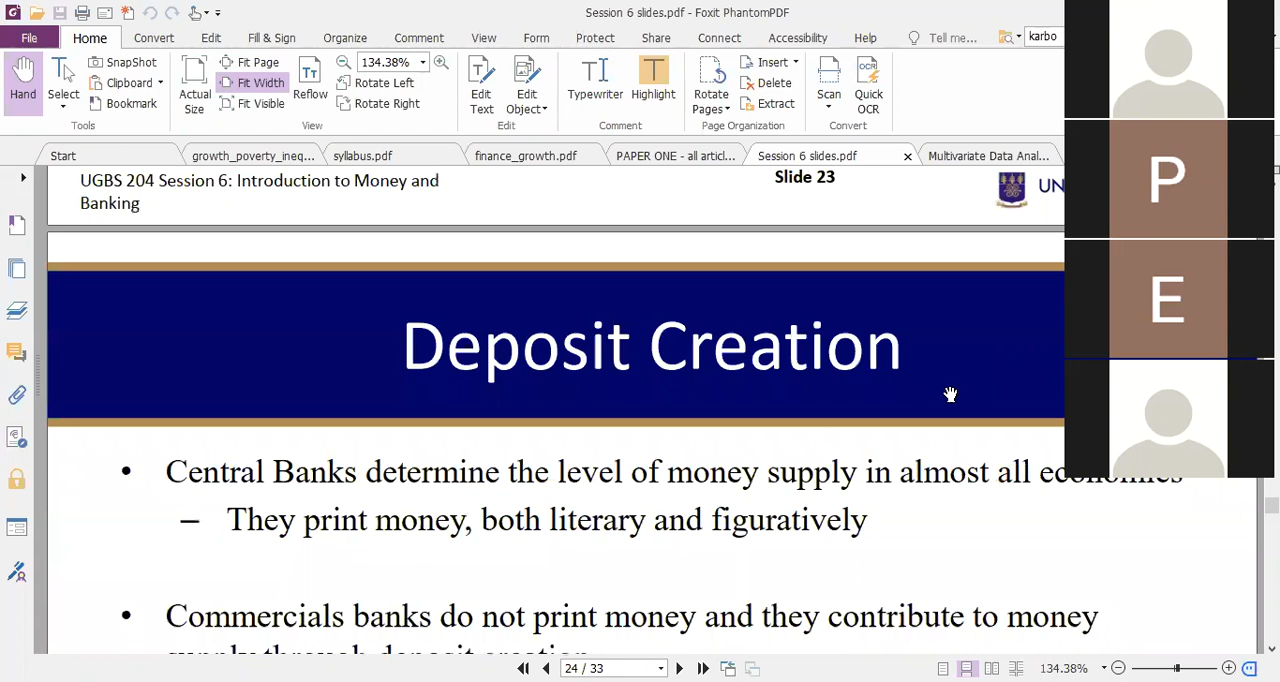 Session 6 slides.pdf - Foxit PhantomPDF
File Home Convert Edit Fill & Sign Organize Comment View Form Protect Share Connect Accessibility Help Tell me... karbo
Hand
Select
SnapShot
Clipboard
Bookmark
Tools
Actual Size
Fit Page
Fit Width
Fit Visible
Reflow
134.38%
Rotate Left
Rotate Right
View
Edit Text
Edit Object
Edit
Typewriter
Highlight
Comment
Rotate Pages
Insert
Delete
Extract
Page Organization
Scan
Quick OCR
Convert
Start growth_poverty_ineq... syllabus.pdf finance_growth.pdf PAPER ONE - all articl... Session 6 slides.pdf Multivariate Data Anal...
UGBS 204 Session 6: Introduction to Money and
Banking
Slide 23
UN
P
E
Deposit Creation
• Central Banks determine the level of money supply in almost all economies
– They print money, both literary and figuratively
• Commercials banks do not print money and they contribute to money
supply through deposit creation
24 / 33
134.38%